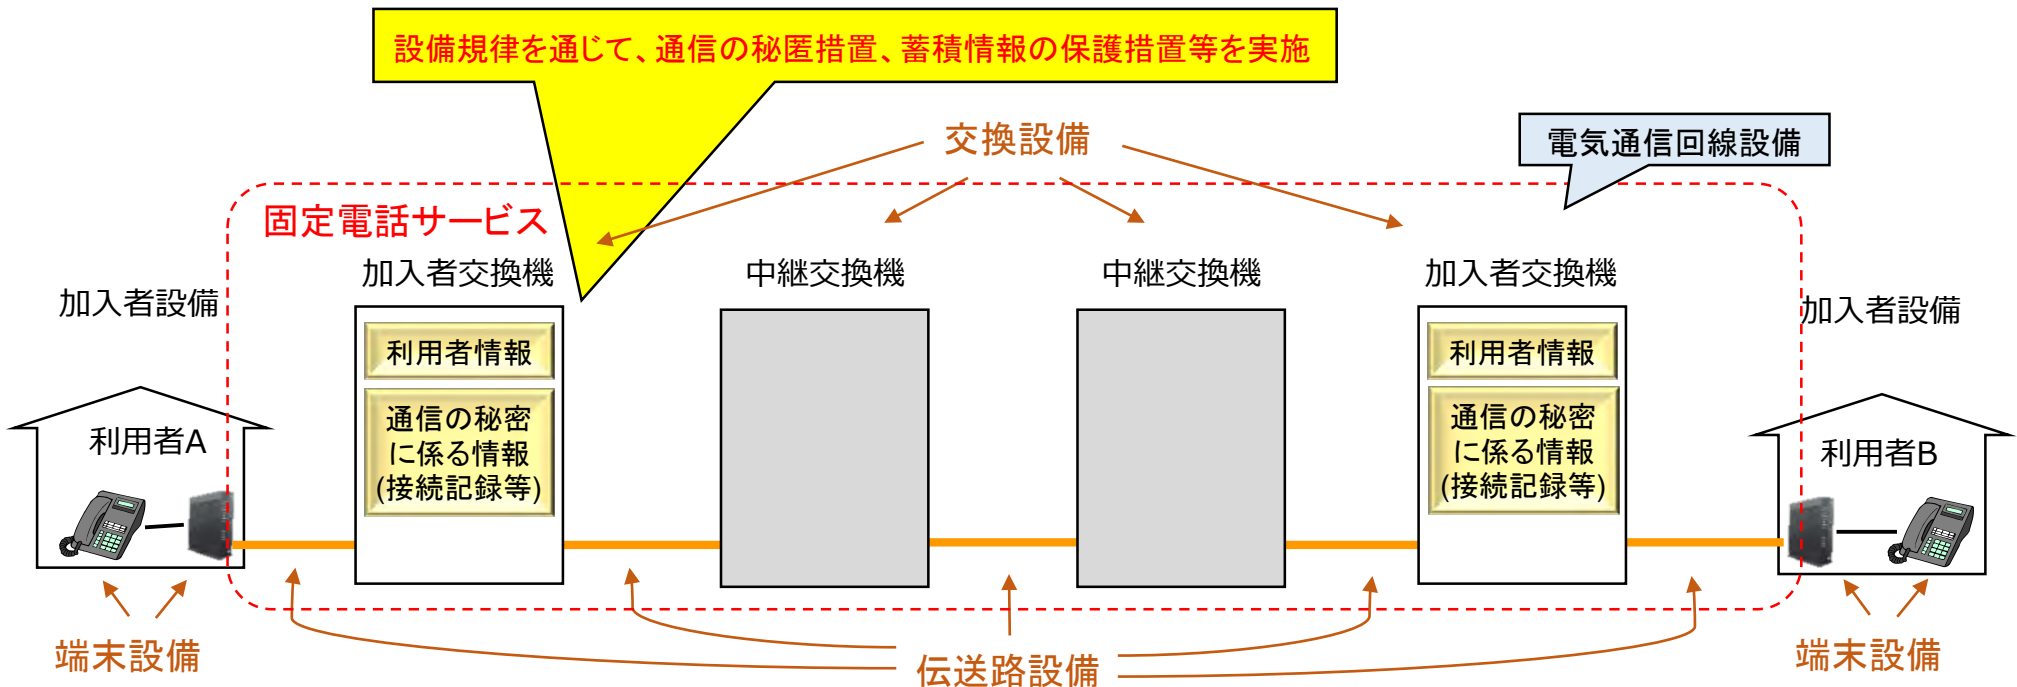 設備規律を通じて、通信の秘匿措置、蓄積情報の保護措置等を実施
交換設備
電気通信回線設備
固定電話サービス
加入者交換機
中継交換機
中継交換機
加入者交換機
加入者設備
加入者設備
利用者情報
利用者情報
通信の秘密
に係る情報
(接続記録等)
通信の秘密
に係る情報
(接続記録等)
利用者A
利用者B
端末設備
伝送路設備
端末設備